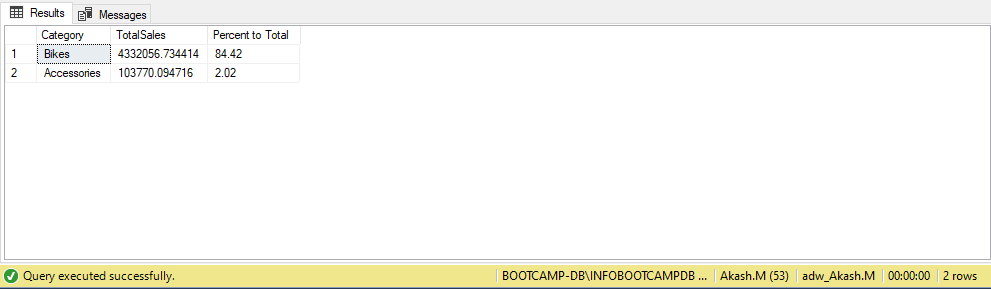 Results Messages
Category TotalSales Percent to Total
1 Bikes 4332056.734414 84.42
2 Accessories 103770.094716 2.02
Query executed successfully. BOOTCAMP-DB\INFOBOOTCAMPDB ... Akash.M (53) adw_Akash.M 00:00:00 2 rows